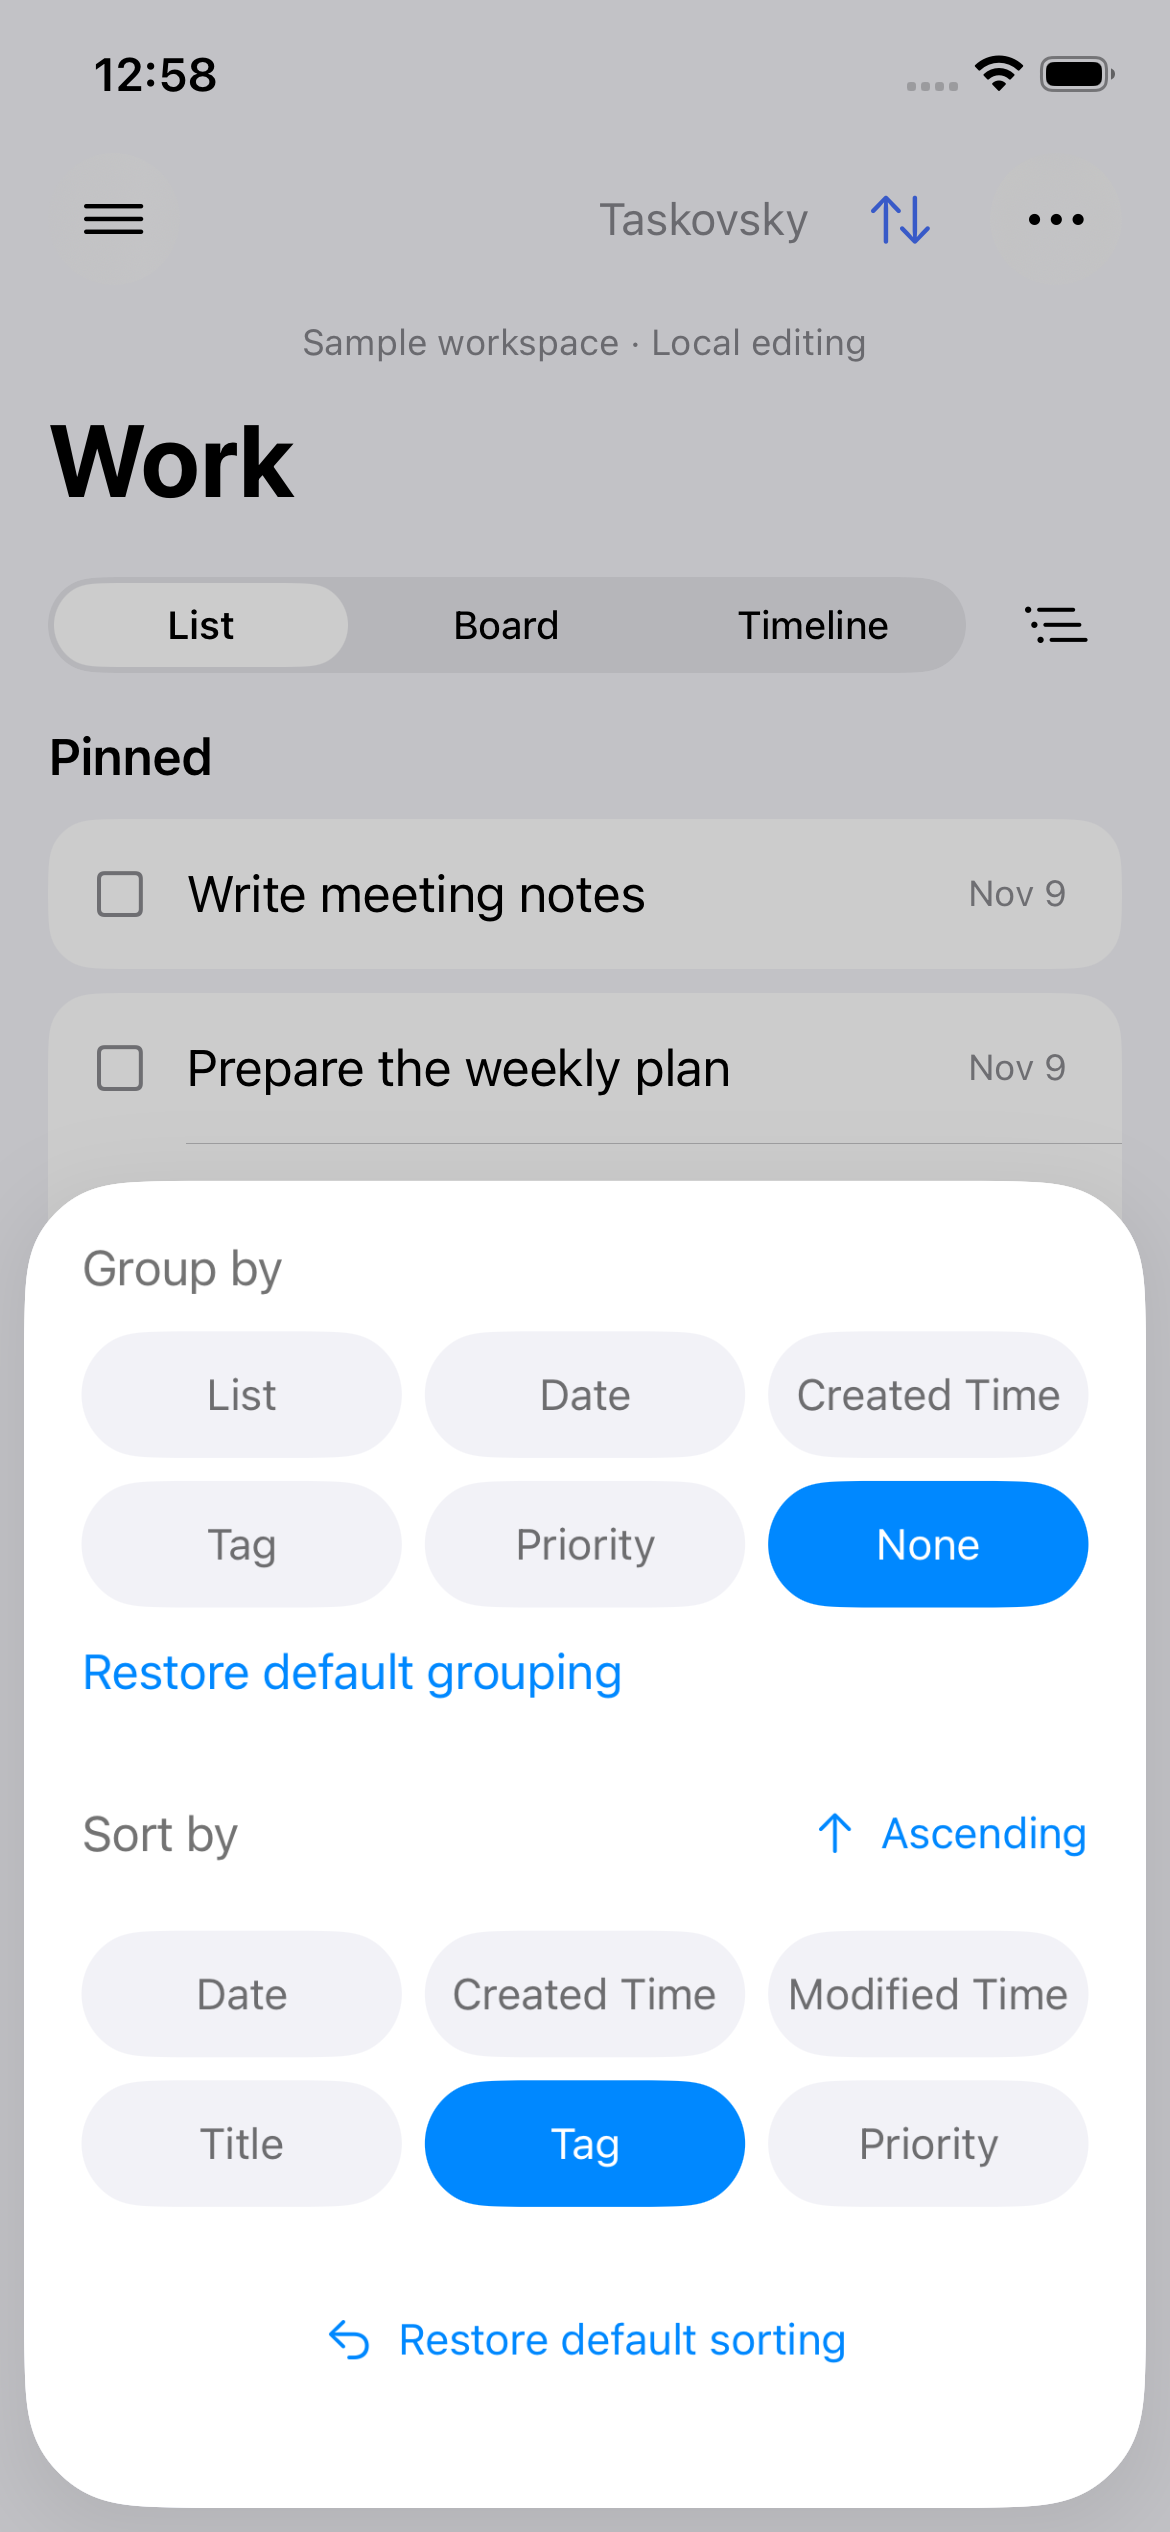 12:58
Taskovsky
Sample workspace · Local editing
Work
List Board Timeline
Pinned
Write meeting notes Nov 9
Prepare the weekly plan Nov 9
Group by
List Date Created Time
Tag Priority None
Restore default grouping
Sort by Ascending
Date Created Time Modified Time
Title Tag Priority
Restore default sorting